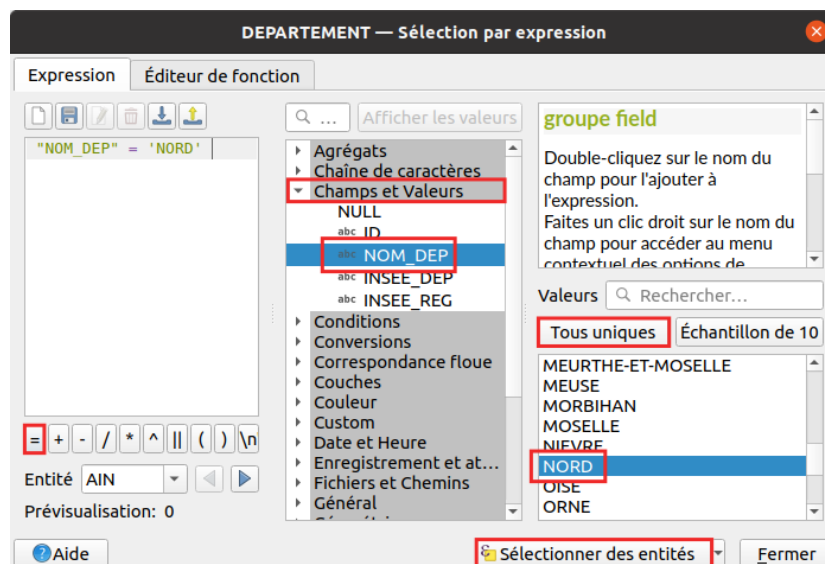 DEPARTEMENT — Sélection par expression
Expression
Éditeur de fonction
"NOM_DEP" = 'NORD'
= + - / * ^ || ( ) \n
Entité AIN
Prévisualisation: 0
...
Afficher les valeurs
Agrégats
Chaîne de caractères
Champs et Valeurs
NULL
abc ID
abc NOM_DEP
abc INSEE_DEP
abc INSEE_REG
Conditions
Conversions
Correspondance floue
Couches
Couleur
Custom
Date et Heure
Enregistrement et at...
Fichiers et Chemins
Général
groupe field
Double-cliquez sur le nom du
champ pour l'ajouter à
l'expression.
Faites un clic droit sur le nom du
champ pour accéder au menu
contextuel des options de
Valeurs
Rechercher...
Tous uniques
Échantillon de 10
MEURTHE-ET-MOSELLE
MEUSE
MORBIHAN
MOSELLE
NIEVRE
NORD
OISE
ORNE
Aide
Sélectionner des entités
Fermer